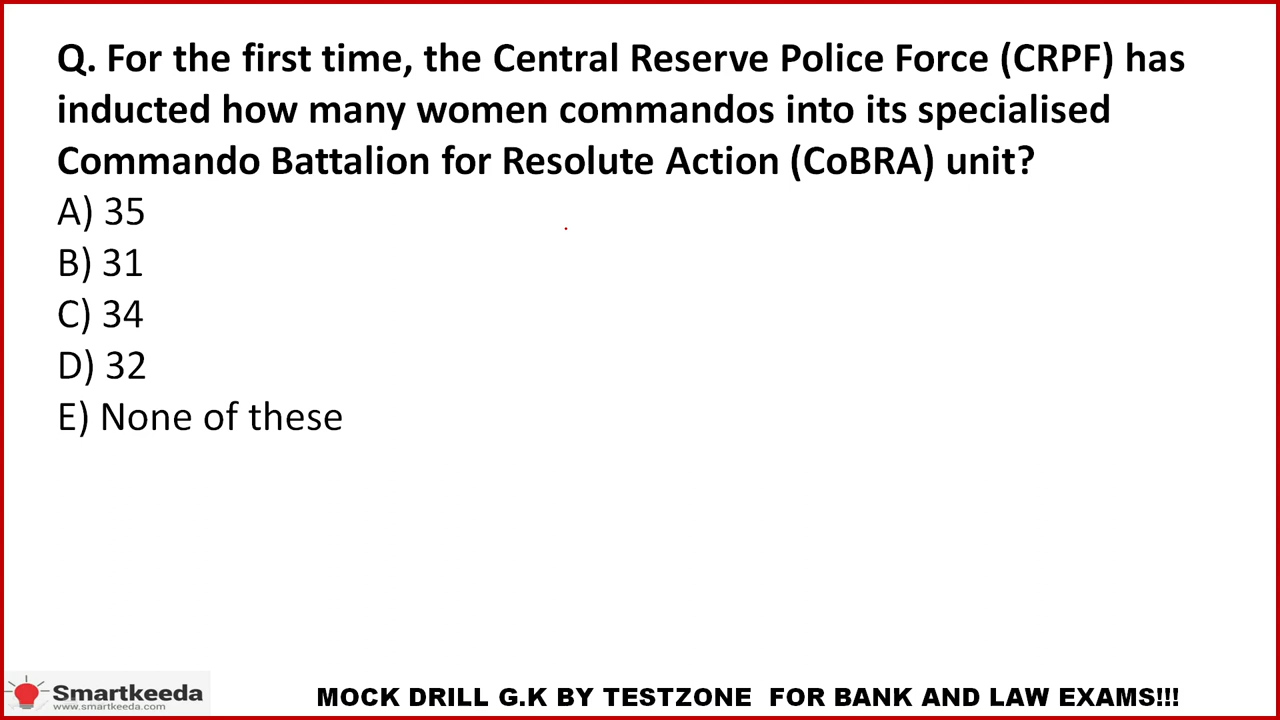 Q. For the first time, the Central Reserve Police Force (CRPF) has
inducted how many women commandos into its specialised
Commando Battalion for Resolute Action (CoBRA) unit?
A) 35
B) 31
C) 34
D) 32
E) None of these
Smartkeeda
www.smartkeeda.com
MOCK DRILL G.K BY TESTZONE FOR BANK AND LAW EXAMS!!!